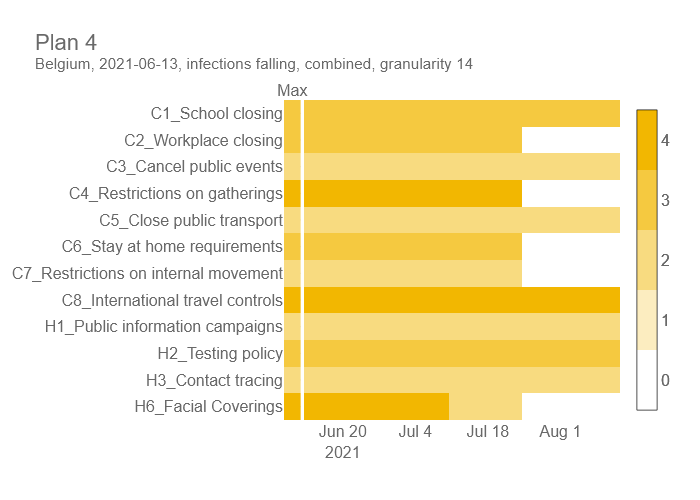 Plan 4
Belgium, 2021-06-13, infections falling, combined, granularity 14
Max
C1_School closing
C2_Workplace closing
C3_Cancel public events
C4_Restrictions on gatherings
C5_Close public transport
C6_Stay at home requirements
C7_Restrictions on internal movement
C8_International travel controls
H1_Public information campaigns
H2_Testing policy
H3_Contact tracing
H6_Facial Coverings
Jun 20 Jul 4 Jul 18 Aug 1
2021
4
3
2
1
0